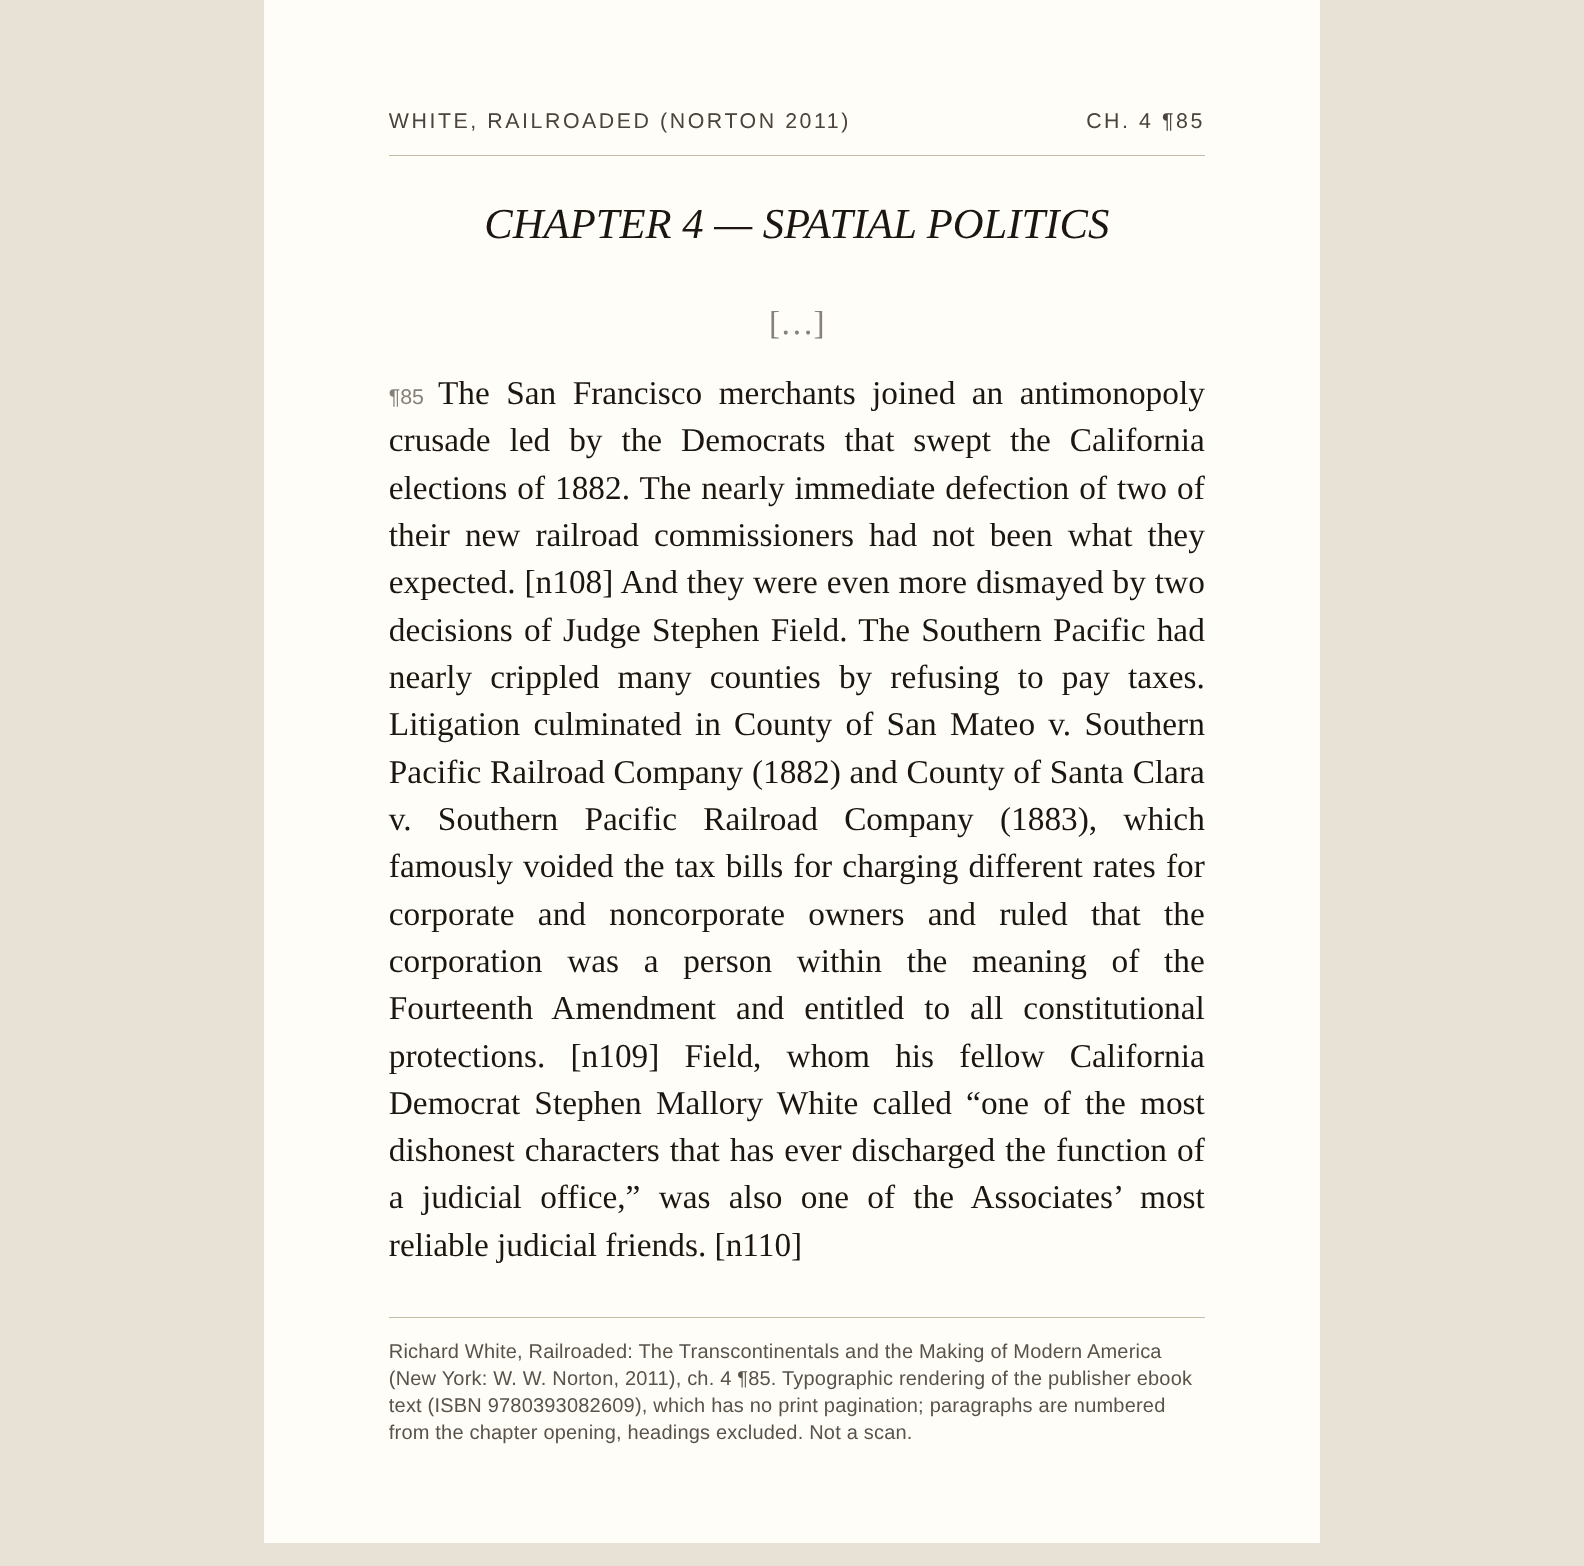 WHITE, RAILROADED (NORTON 2011)
CH. 4 ¶85
CHAPTER 4 — SPATIAL POLITICS
[…]
¶85 The San Francisco merchants joined an antimonopoly
crusade led by the Democrats that swept the California
elections of 1882. The nearly immediate defection of two of
their new railroad commissioners had not been what they
expected. [n108] And they were even more dismayed by two
decisions of Judge Stephen Field. The Southern Pacific had
nearly crippled many counties by refusing to pay taxes.
Litigation culminated in County of San Mateo v. Southern
Pacific Railroad Company (1882) and County of Santa Clara
v. Southern Pacific Railroad Company (1883), which
famously voided the tax bills for charging different rates for
corporate and noncorporate owners and ruled that the
corporation was a person within the meaning of the
Fourteenth Amendment and entitled to all constitutional
protections. [n109] Field, whom his fellow California
Democrat Stephen Mallory White called “one of the most
dishonest characters that has ever discharged the function of
a judicial office,” was also one of the Associates’ most
reliable judicial friends. [n110]
Richard White, Railroaded: The Transcontinentals and the Making of Modern America
(New York: W. W. Norton, 2011), ch. 4 ¶85. Typographic rendering of the publisher ebook
text (ISBN 9780393082609), which has no print pagination; paragraphs are numbered
from the chapter opening, headings excluded. Not a scan.